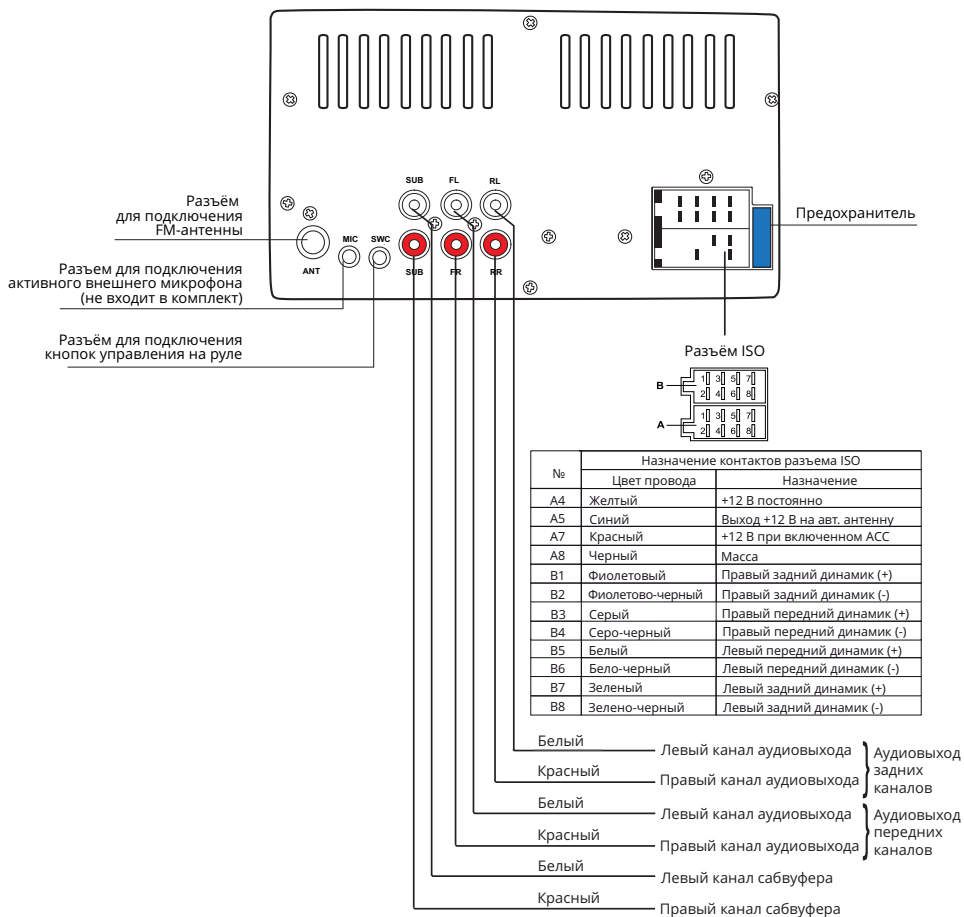 SUB FL RL
Разъём
для подключения
FM-антенны
Предохранитель
MIC SWC
ANT SUB FR RR
Разъем для подключения
активного внешнего микрофона
(не входит в комплект)
Разъём для подключения
кнопок управления на руле
Разъём ISO
B 1 3 5 7
2 4 6 8
A 1 3 5 7
2 4 6 8
№ Назначение контактов разъема ISO
Цвет провода Назначение
A4 Желтый +12 В постоянно
A5 Синий Выход +12 В на авт. антенну
A7 Красный +12 В при включенном ACC
A8 Черный Масса
B1 Фиолетовый Правый задний динамик (+)
B2 Фиолетово-черный Правый задний динамик (-)
B3 Серый Правый передний динамик (+)
B4 Серо-черный Правый передний динамик (-)
B5 Белый Левый передний динамик (+)
B6 Бело-черный Левый передний динамик (-)
B7 Зеленый Левый задний динамик (+)
B8 Зелено-черный Левый задний динамик (-)
Белый Левый канал аудиовыхода
Красный Правый канал аудиовыхода
Аудиовыход
задних
каналов
Белый Левый канал аудиовыхода
Красный Правый канал аудиовыхода
Аудиовыход
передних
каналов
Белый Левый канал сабвуфера
Красный Правый канал сабвуфера